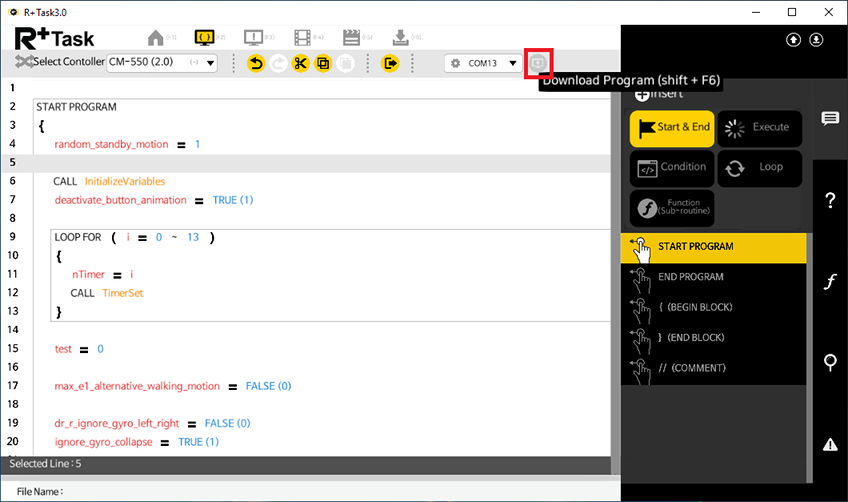 R+Task3.0
R+Task
Select Contoller CM-550 (2.0)
COM13
Download Program (shift + F6)
Insert
Start & End
Execute
Condition
Loop
Function
(Sub-routine)
START PROGRAM
END PROGRAM
{ (BEGIN BLOCK)
} (END BLOCK)
// (COMMENT)
1
2 START PROGRAM
3 {
4 random_standby_motion = 1
5
6 CALL InitializeVariables
7 deactivate_button_animation = TRUE (1)
8
9 LOOP FOR ( i = 0 ~ 13 )
10 {
11 nTimer = i
12 CALL TimerSet
13 }
14
15 test = 0
16
17 max_e1_alternative_walking_motion = FALSE (0)
18
19 dr_r_ignore_gyro_left_right = FALSE (0)
20 ignore_gyro_collapse = TRUE (1)
Selected Line : 5
File Name :